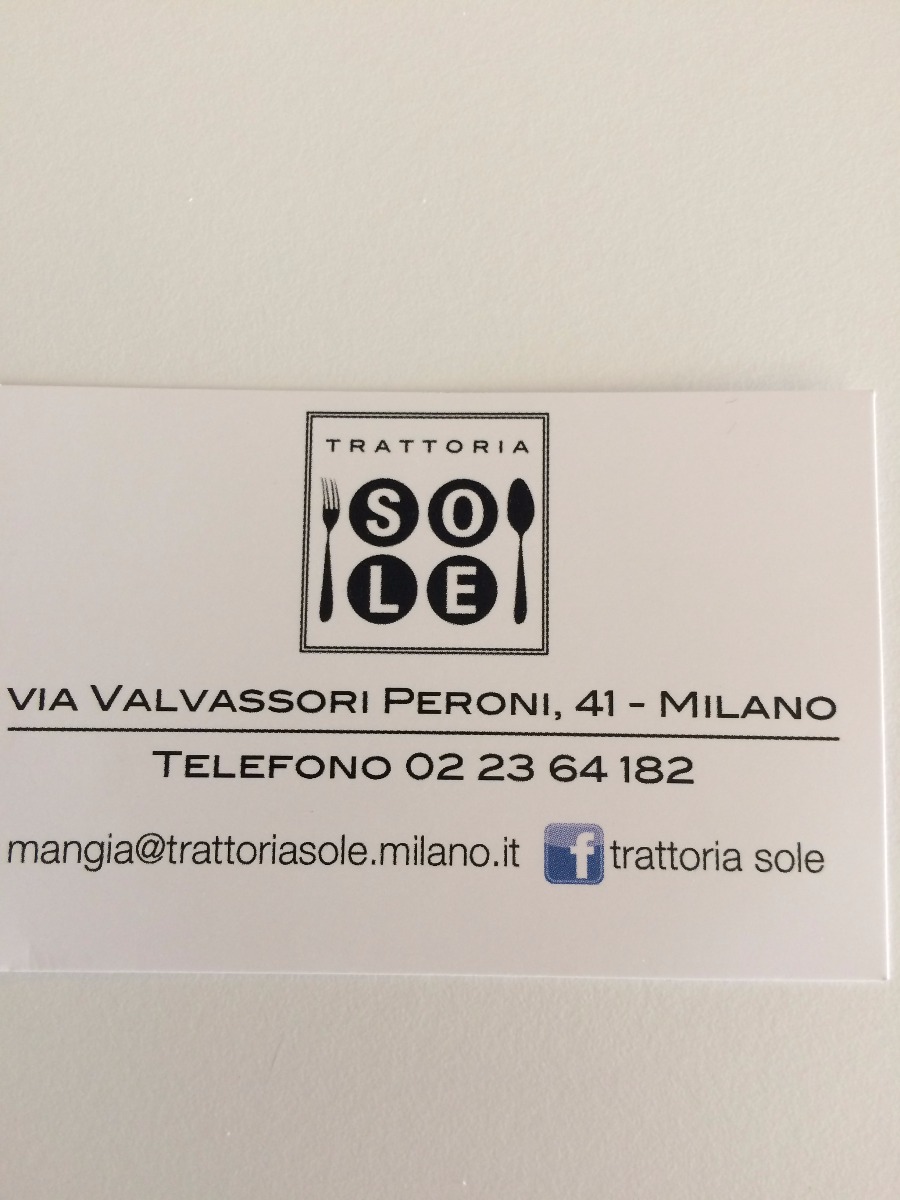 TRATTORIA
SO
LE
VIA VALVASSORI PERONI, 41 - MILANO
TELEFONO 02 23 64 182
mangia@trattoriasole.milano.it f trattoria sole